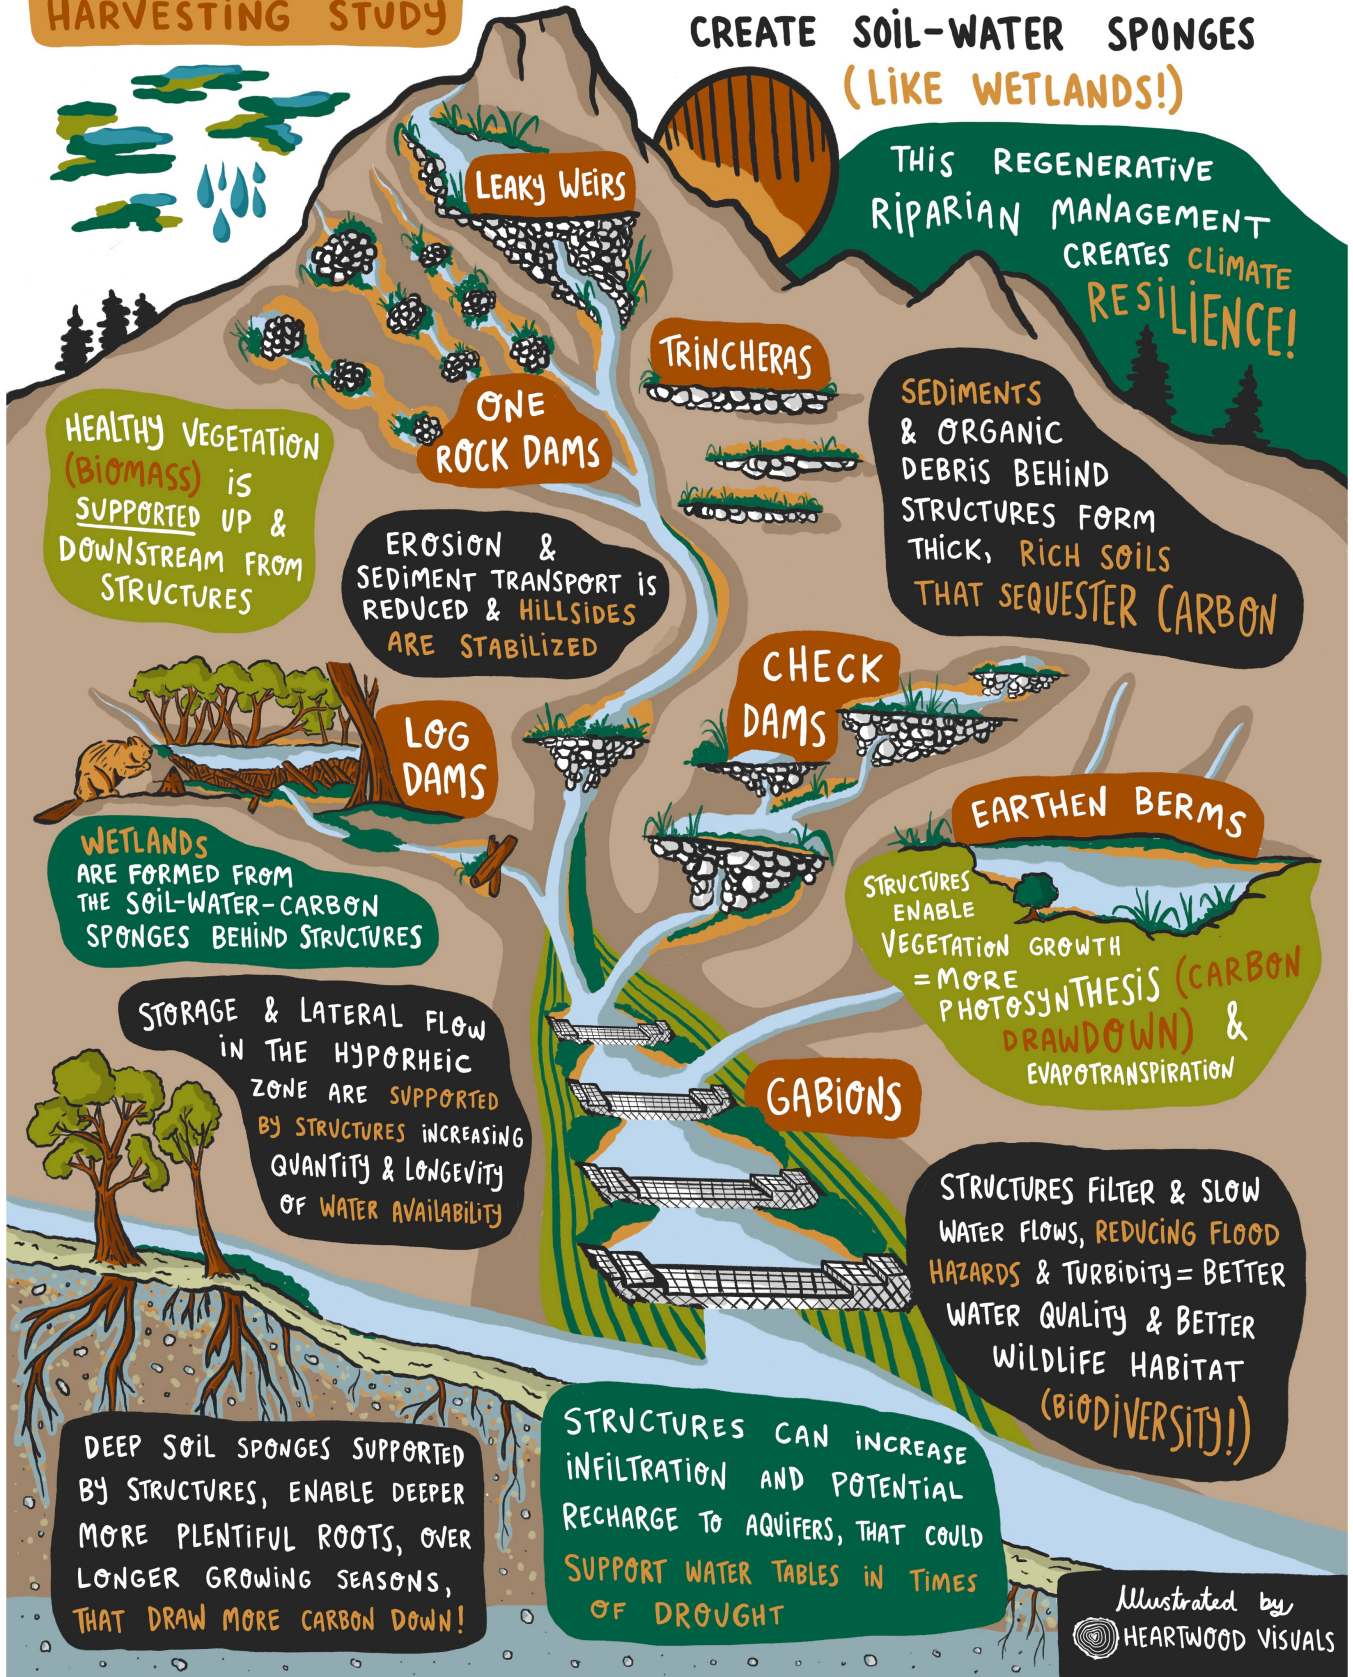 HARVESTING STUDY
CREATE SOIL-WATER SPONGES
(LIKE WETLANDS!)
THIS REGENERATIVE
RIPARIAN MANAGEMENT
CREATES CLIMATE
RESILIENCE!
LEAKY WEIRS
TRINCHERAS
ONE
ROCK DAMS
HEALTHY VEGETATION
(BIOMASS) IS
SUPPORTED UP &
DOWNSTREAM FROM
STRUCTURES
SEDIMENTS
& ORGANIC
DEBRIS BEHIND
STRUCTURES FORM
THICK, RICH SOILS
THAT SEQUESTER CARBON
EROSION &
SEDIMENT TRANSPORT IS
REDUCED & HILLSIDES
ARE STABILIZED
CHECK
DAMS
LOG
DAMS
EARTHEN BERMS
WETLANDS
ARE FORMED FROM
THE SOIL-WATER-CARBON
SPONGES BEHIND STRUCTURES
STRUCTURES
ENABLE
VEGETATION GROWTH
=MORE
PHOTOSYNTHESIS (CARBON
DRAWDOWN) &
EVAPOTRANSPIRATION
STORAGE & LATERAL FLOW
IN THE HYPORHEIC
ZONE ARE SUPPORTED
BY STRUCTURES INCREASING
QUANTITY & LONGEVITY
OF WATER AVAILABILITY
GABIONS
STRUCTURES FILTER & SLOW
WATER FLOWS, REDUCING FLOOD
HAZARDS & TURBIDITY = BETTER
WATER QUALITY & BETTER
WILDLIFE HABITAT
(BIODIVERSITY!)
DEEP SOIL SPONGES SUPPORTED
BY STRUCTURES, ENABLE DEEPER
MORE PLENTIFUL ROOTS, OVER
LONGER GROWING SEASONS,
THAT DRAW MORE CARBON DOWN!
STRUCTURES CAN INCREASE
INFILTRATION AND POTENTIAL
RECHARGE TO AQUIFERS, THAT COULD
SUPPORT WATER TABLES IN TIMES
OF DROUGHT
Illustrated by
HEARTWOOD VISUALS